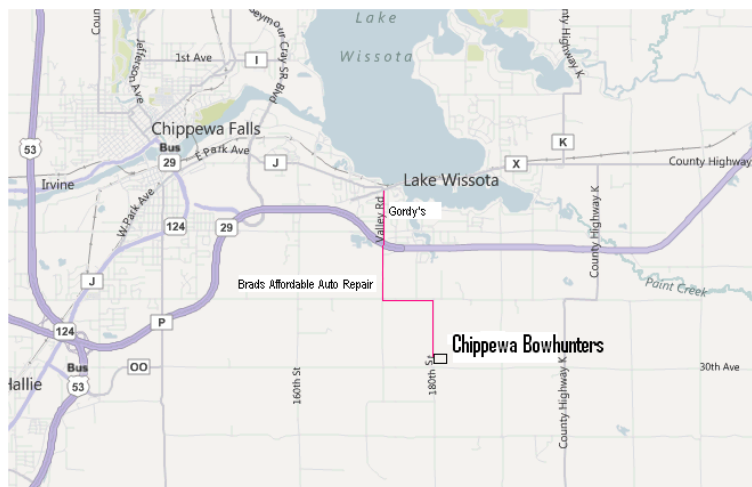 Lake
Wissota
County Highway K
X
Seymour-Cray-SR-Blvd
Jefferson Ave
1st Ave
I
Chippewa Falls
Bus
29
E Park Ave
J
53
Irvine
W Park Ave
124
29
K
X
County Highway
Lake Wissota
Valley Rd
Gordy's
County Highway K
J
Brads Affordable Auto Repair
Paint Creek
P
124
Hallie
Bus
53
OO
160th St
180th St
Chippewa Bowhunters
County Highway K
30th Ave